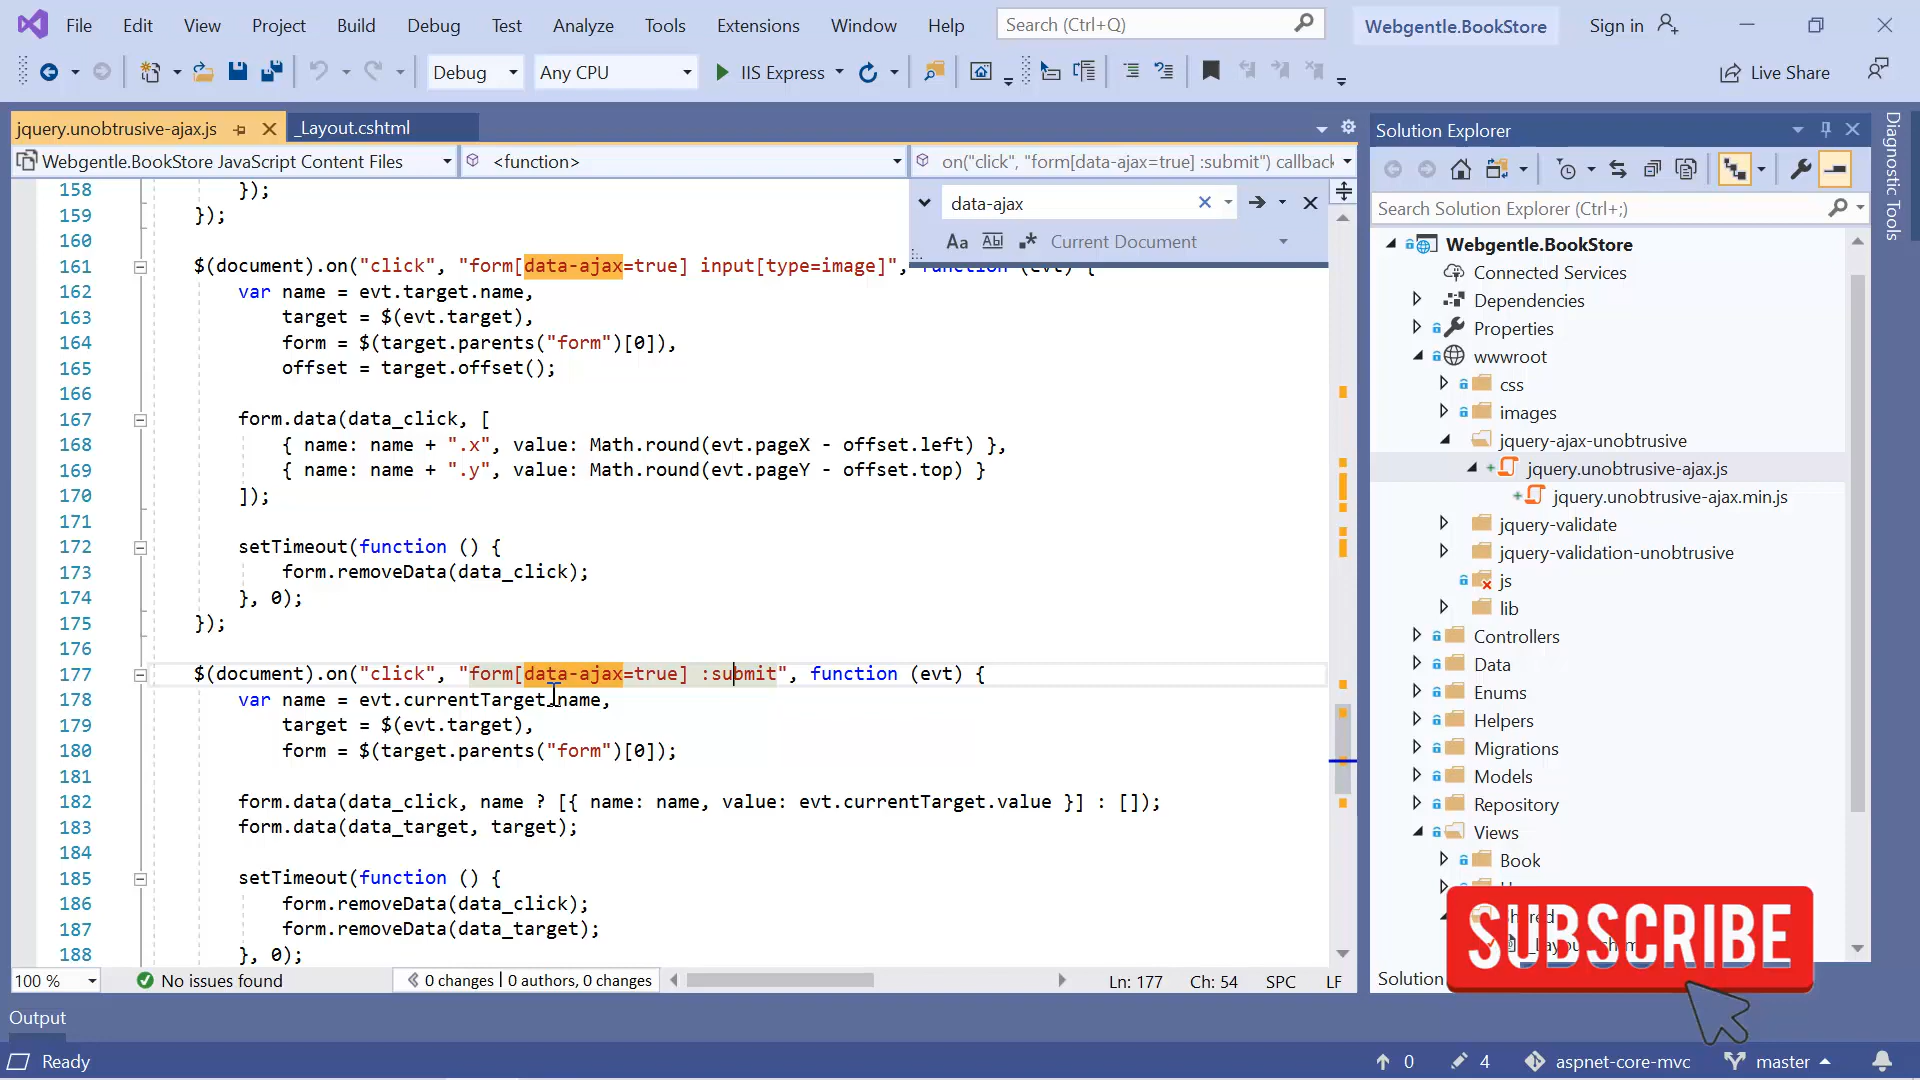 File Edit View Project Build Debug Test Analyze Tools Extensions Window Help Search (Ctrl+Q) Webgentle.BookStore Sign in
Debug Any CPU IIS Express Live Share
jquery.unobtrusive-ajax.js _Layout.cshtml
Webgentle.BookStore JavaScript Content Files <function> on("click", "form[data-ajax=true] :submit") callback
data-ajax
Aa Abl Current Document
158 });
159 });
160
161 $(document).on("click", "form[data-ajax=true] input[type=image]", function (evt) {
162 var name = evt.target.name,
163 target = $(evt.target),
164 form = $(target.parents("form")[0]),
165 offset = target.offset();
166
167 form.data(data_click, [
168 { name: name + ".x", value: Math.round(evt.pageX - offset.left) },
169 { name: name + ".y", value: Math.round(evt.pageY - offset.top) }
170 ]);
171
172 setTimeout(function () {
173 form.removeData(data_click);
174 }, 0);
175 });
176
177 $(document).on("click", "form[data-ajax=true] :submit", function (evt) {
178 var name = evt.currentTarget.name,
179 target = $(evt.target),
180 form = $(target.parents("form")[0]);
181
182 form.data(data_click, name ? [{ name: name, value: evt.currentTarget.value }] : []);
183 form.data(data_target, target);
184
185 setTimeout(function () {
186 form.removeData(data_click);
187 form.removeData(data_target);
188 }, 0);
100 % No issues found 0 changes | 0 authors, 0 changes Ln: 177 Ch: 54 SPC LF
Solution Explorer
Search Solution Explorer (Ctrl+;)
Webgentle.BookStore
Connected Services
Dependencies
Properties
wwwroot
css
images
jquery-ajax-unobtrusive
jquery.unobtrusive-ajax.js
jquery.unobtrusive-ajax.min.js
jquery-validate
jquery-validation-unobtrusive
js
lib
Controllers
Data
Enums
Helpers
Migrations
Models
Repository
Views
Book
SUBSCRIBE
Solution
Diagnostic Tools
Output
Ready 0 4 aspnet-core-mvc master